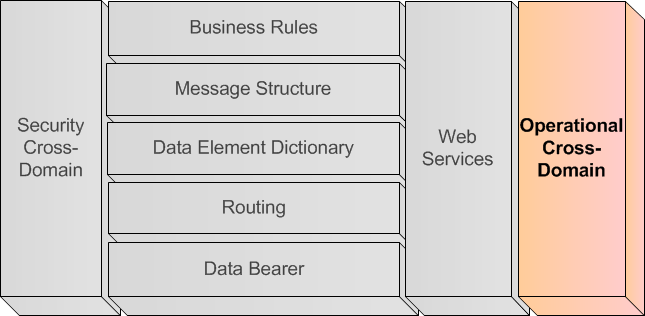 Security
Cross-
Domain
Business Rules
Message Structure
Data Element Dictionary
Routing
Data Bearer
Web
Services
Operational
Cross-
Domain